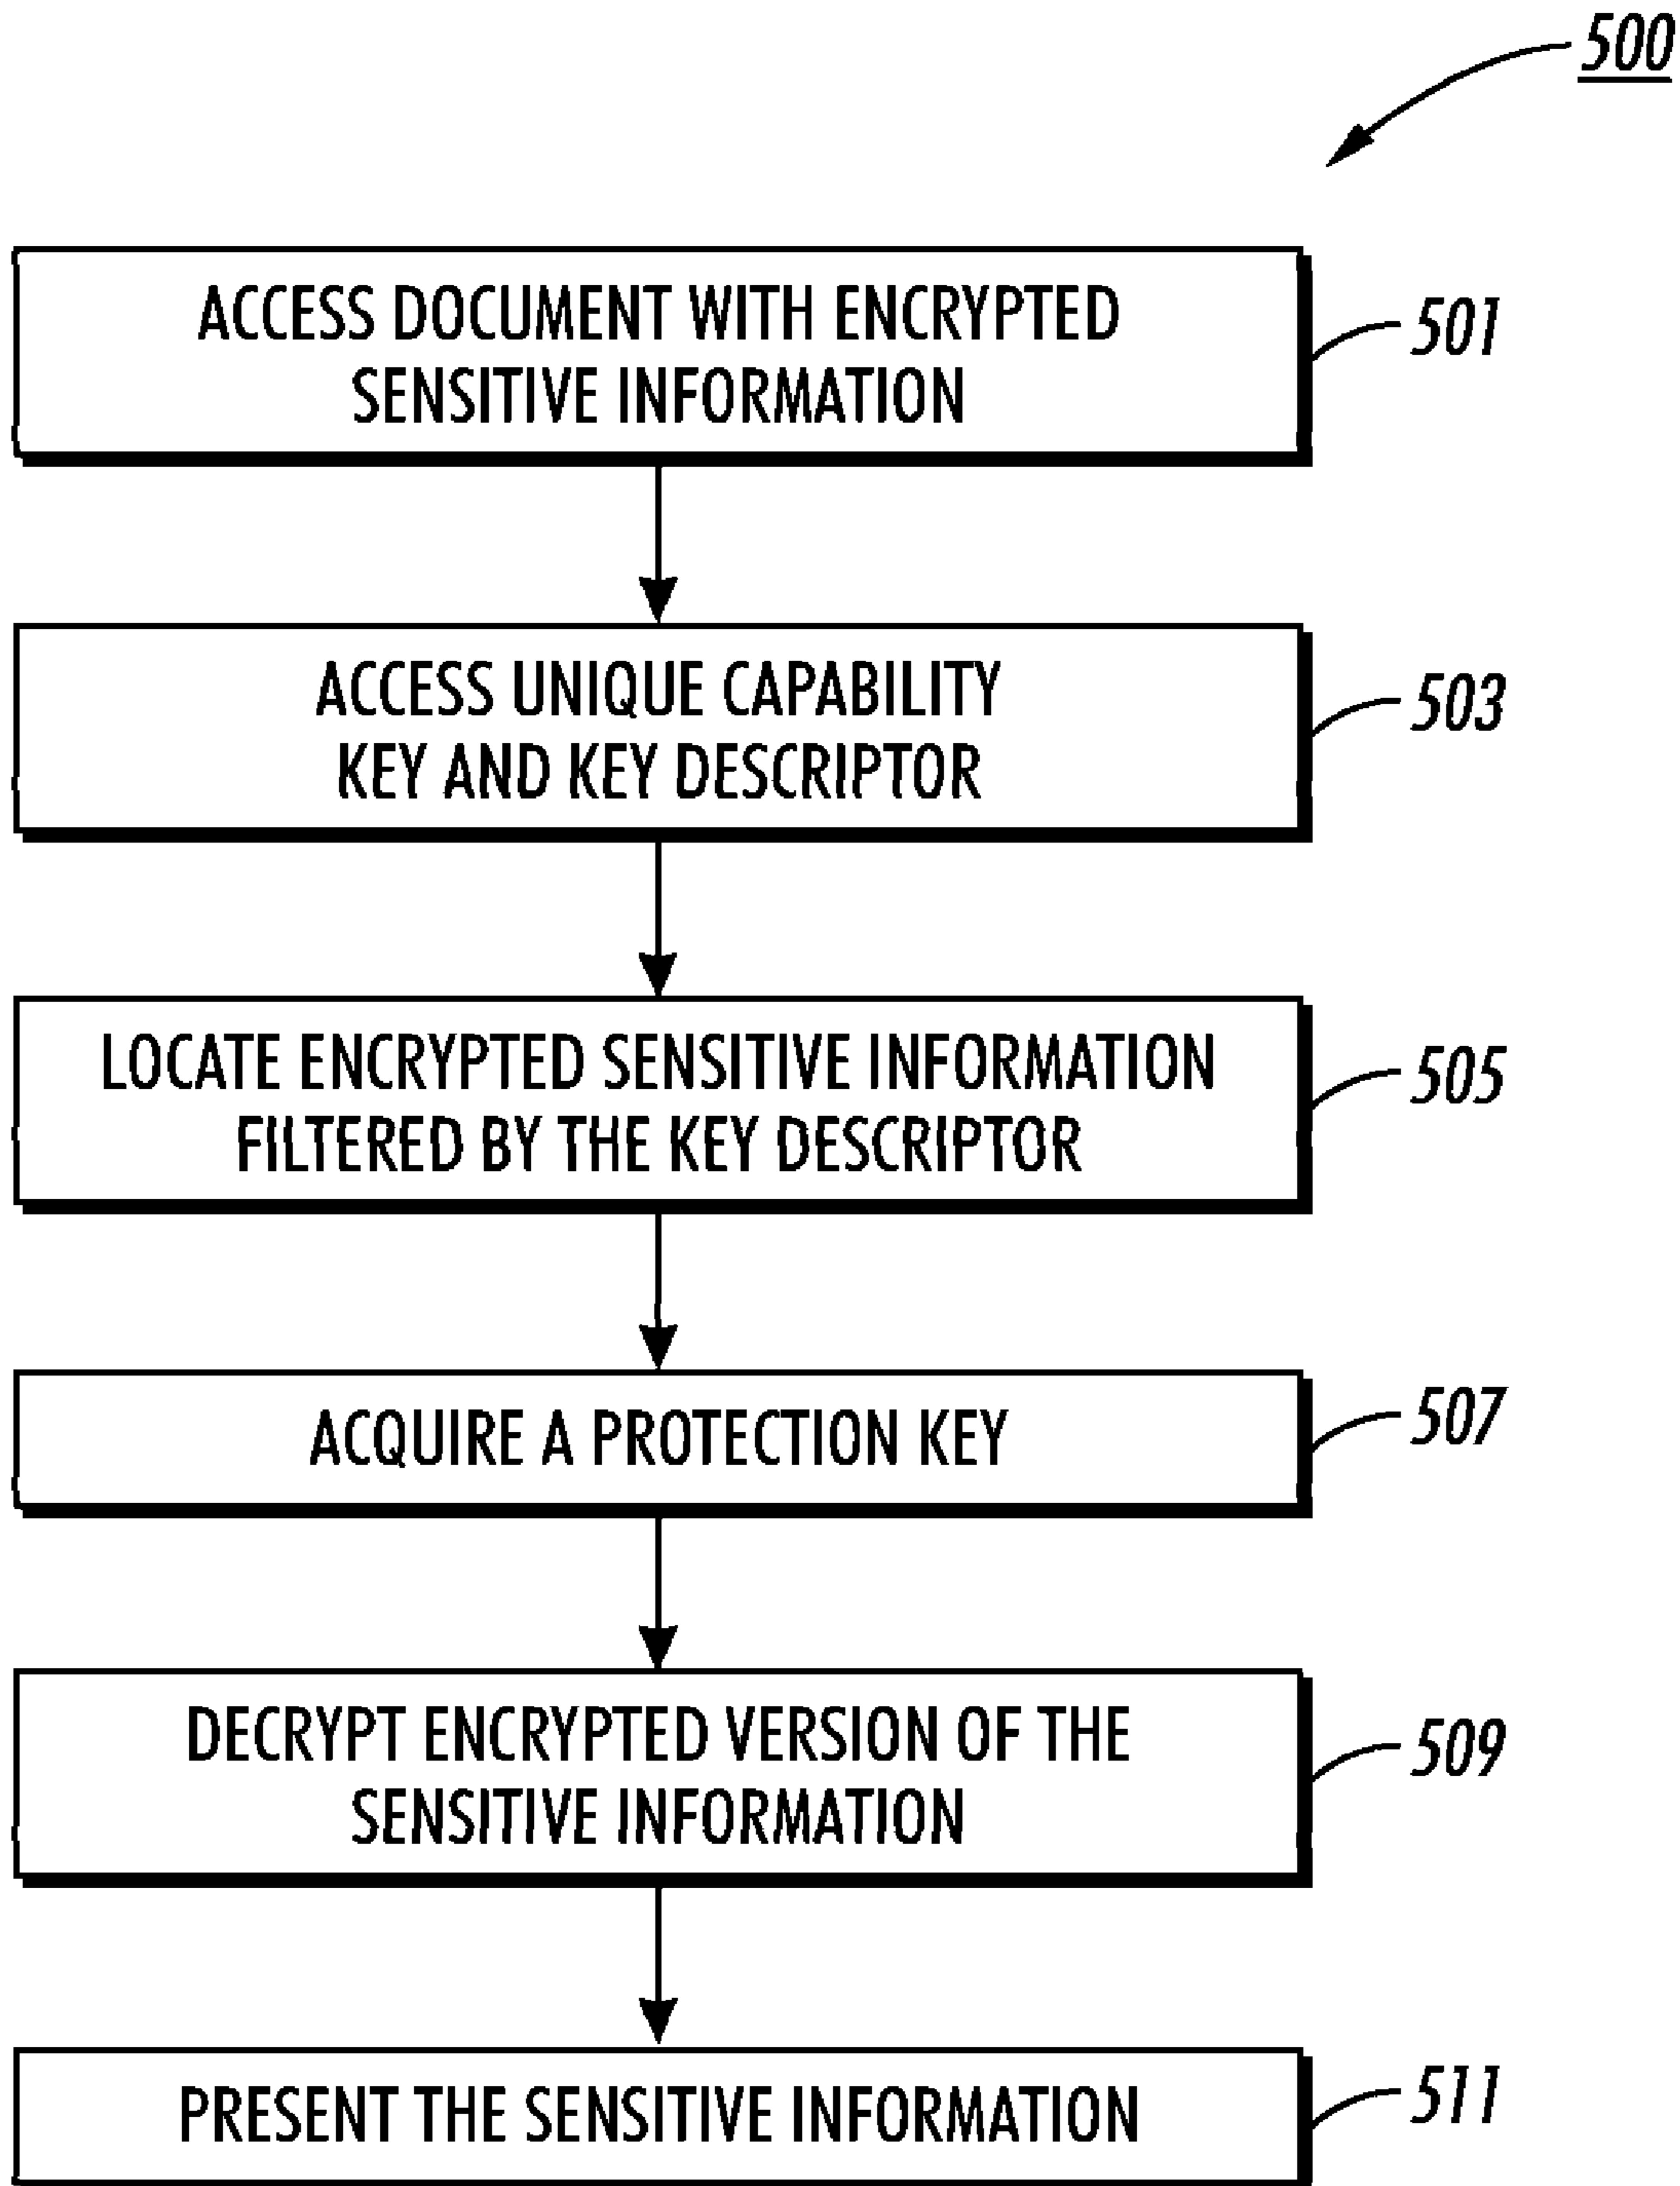 500
ACCESS DOCUMENT WITH ENCRYPTED
SENSITIVE INFORMATION
501
ACCESS UNIQUE CAPABILITY
KEY AND KEY DESCRIPTOR
503
LOCATE ENCRYPTED SENSITIVE INFORMATION
FILTERED BY THE KEY DESCRIPTOR
505
ACQUIRE A PROTECTION KEY
507
DECRYPT ENCRYPTED VERSION OF THE
SENSITIVE INFORMATION
509
PRESENT THE SENSITIVE INFORMATION
511